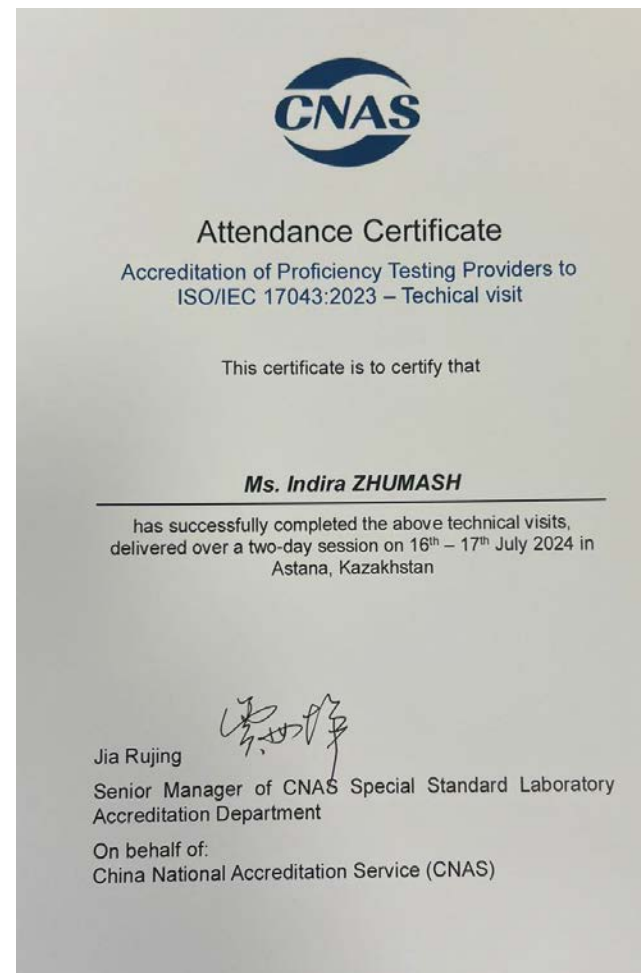 CNAS
Attendance Certificate
Accreditation of Proficiency Testing Providers to
ISO/IEC 17043:2023 – Techical visit
This certificate is to certify that
Ms. Indira ZHUMASH
has successfully completed the above technical visits,
delivered over a two-day session on 16th – 17th July 2024 in
Astana, Kazakhstan
Jia Rujing
Senior Manager of CNAS Special Standard Laboratory
Accreditation Department
On behalf of:
China National Accreditation Service (CNAS)